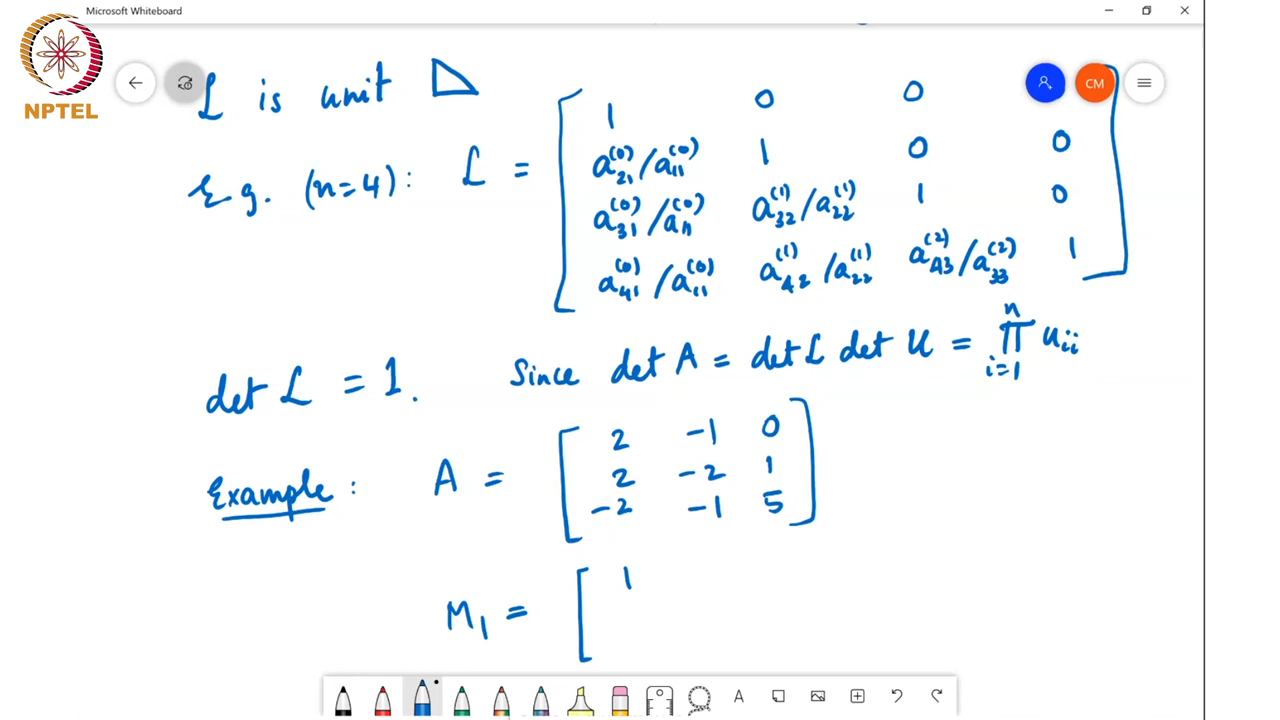 Microsoft Whiteboard
NPTEL
CM
L is unit
E.g. (n=4): L = [ 1 0 0
a₂₁⁽⁰⁾/a₁₁⁽⁰⁾ 1 0 0
a₃₁⁽⁰⁾/a₁₁⁽⁰⁾ a₃₂⁽¹⁾/a₂₂⁽¹⁾ 1 0
a₄₁⁽⁰⁾/a₁₁⁽⁰⁾ a₄₂⁽¹⁾/a₂₂⁽¹⁾ a₄₃⁽²⁾/a₃₃⁽²⁾ 1 ]
det L = 1. Since det A = det L det U = ∏ᵢ₌₁ⁿ uᵢᵢ
Example: A = [ 2 -1 0
2 -2 1
-2 -1 5 ]
M₁ = [ 1
A